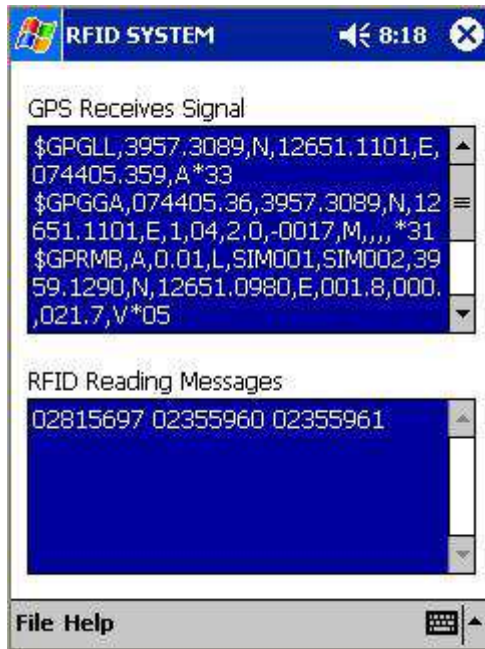 RFID SYSTEM 8:18
GPS Receives Signal
$GPGLL,3957.3089,N,12651.1101,E,
074405.359,A*33
$GPGGA,074405.36,3957.3089,N,12
651.1101,E,1,04,2.0,-0017,M,,,,*31
$GPRMB,A,0.01,L,SIM001,SIM002,39
59.1290,N,12651.0980,E,001.8,000.
,021.7,V*05
RFID Reading Messages
02815697 02355960 02355961
File Help